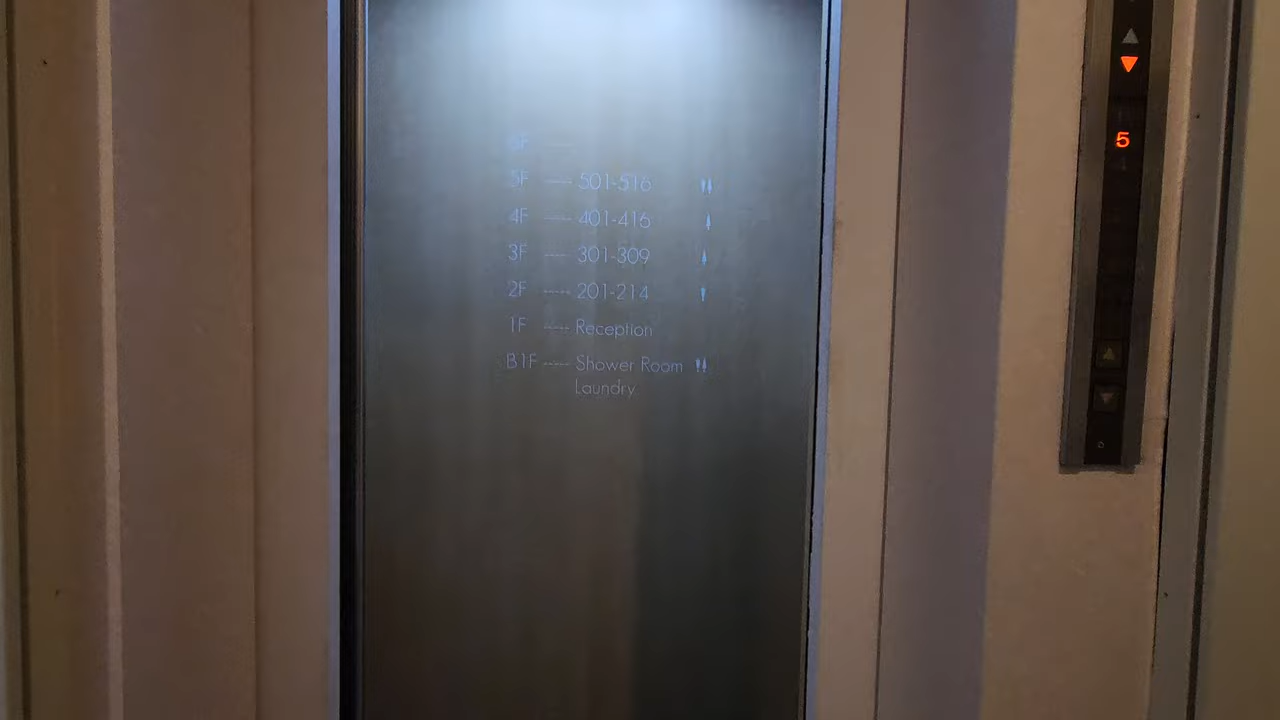 5F ----- 501-516
4F ----- 401-416
3F ----- 301-309
2F ----- 201-214
1F ----- Reception
B1F ----- Shower Room
Laundry
5